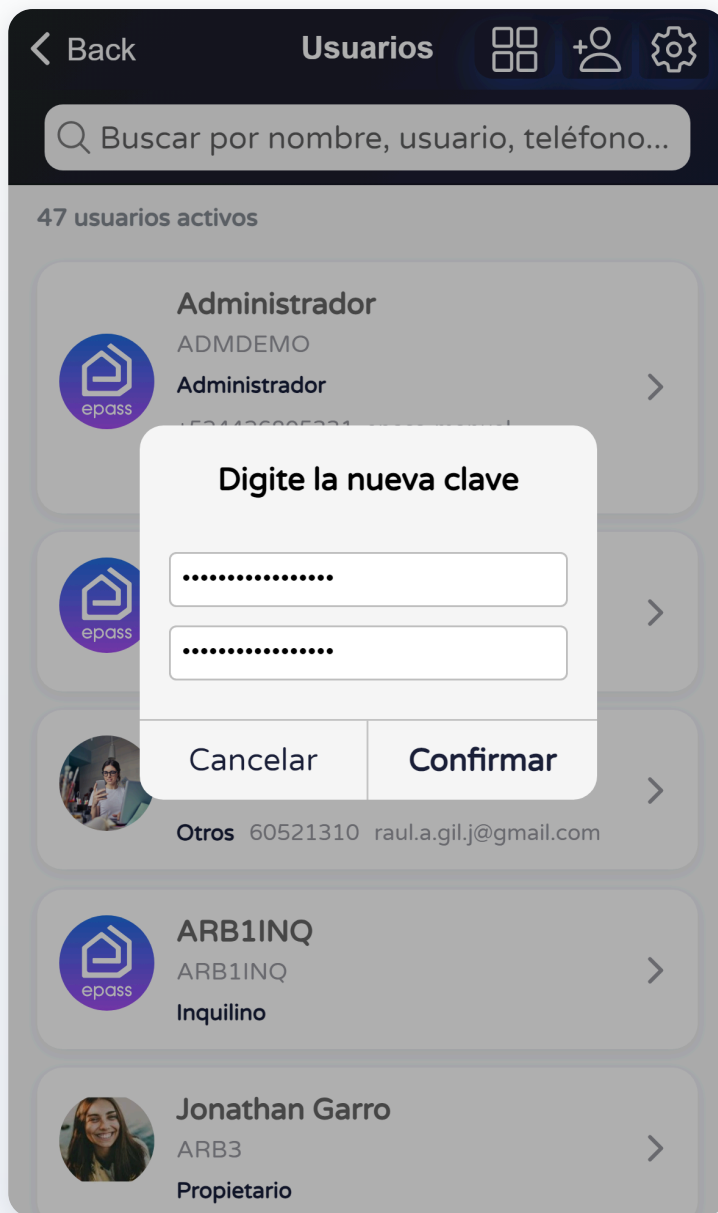 Back
Usuarios
Buscar por nombre, usuario, teléfono...
47 usuarios activos
Administrador
ADMDEMO
epass
Administrador
Digite la nueva clave
•••••••••••••••••
epass
•••••••••••••••••
Cancelar
Confirmar
Otros 60521310 raul.a.gil.j@gmail.com
ARB1INQ
ARB1INQ
epass
Inquilino
Jonathan Garro
ARB3
Propietario